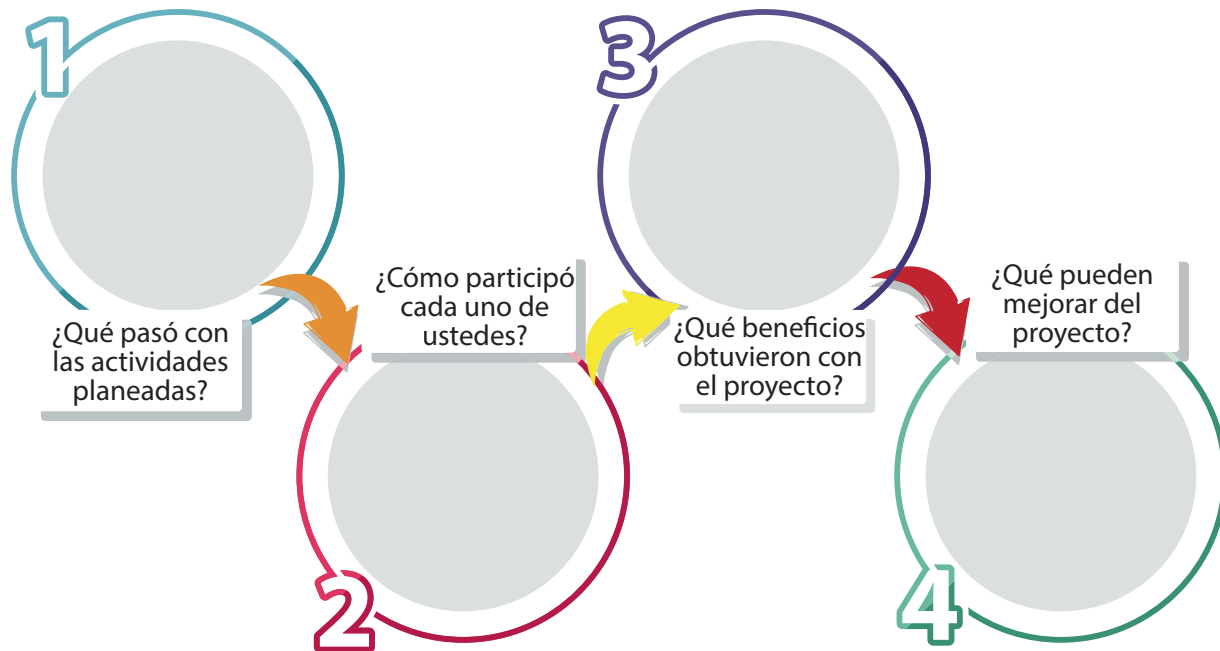 1
¿Qué pasó con
las actividades
planeadas?
2
¿Cómo participó
cada uno de
ustedes?
3
¿Qué beneficios
obtuvieron con
el proyecto?
4
¿Qué pueden
mejorar del
proyecto?